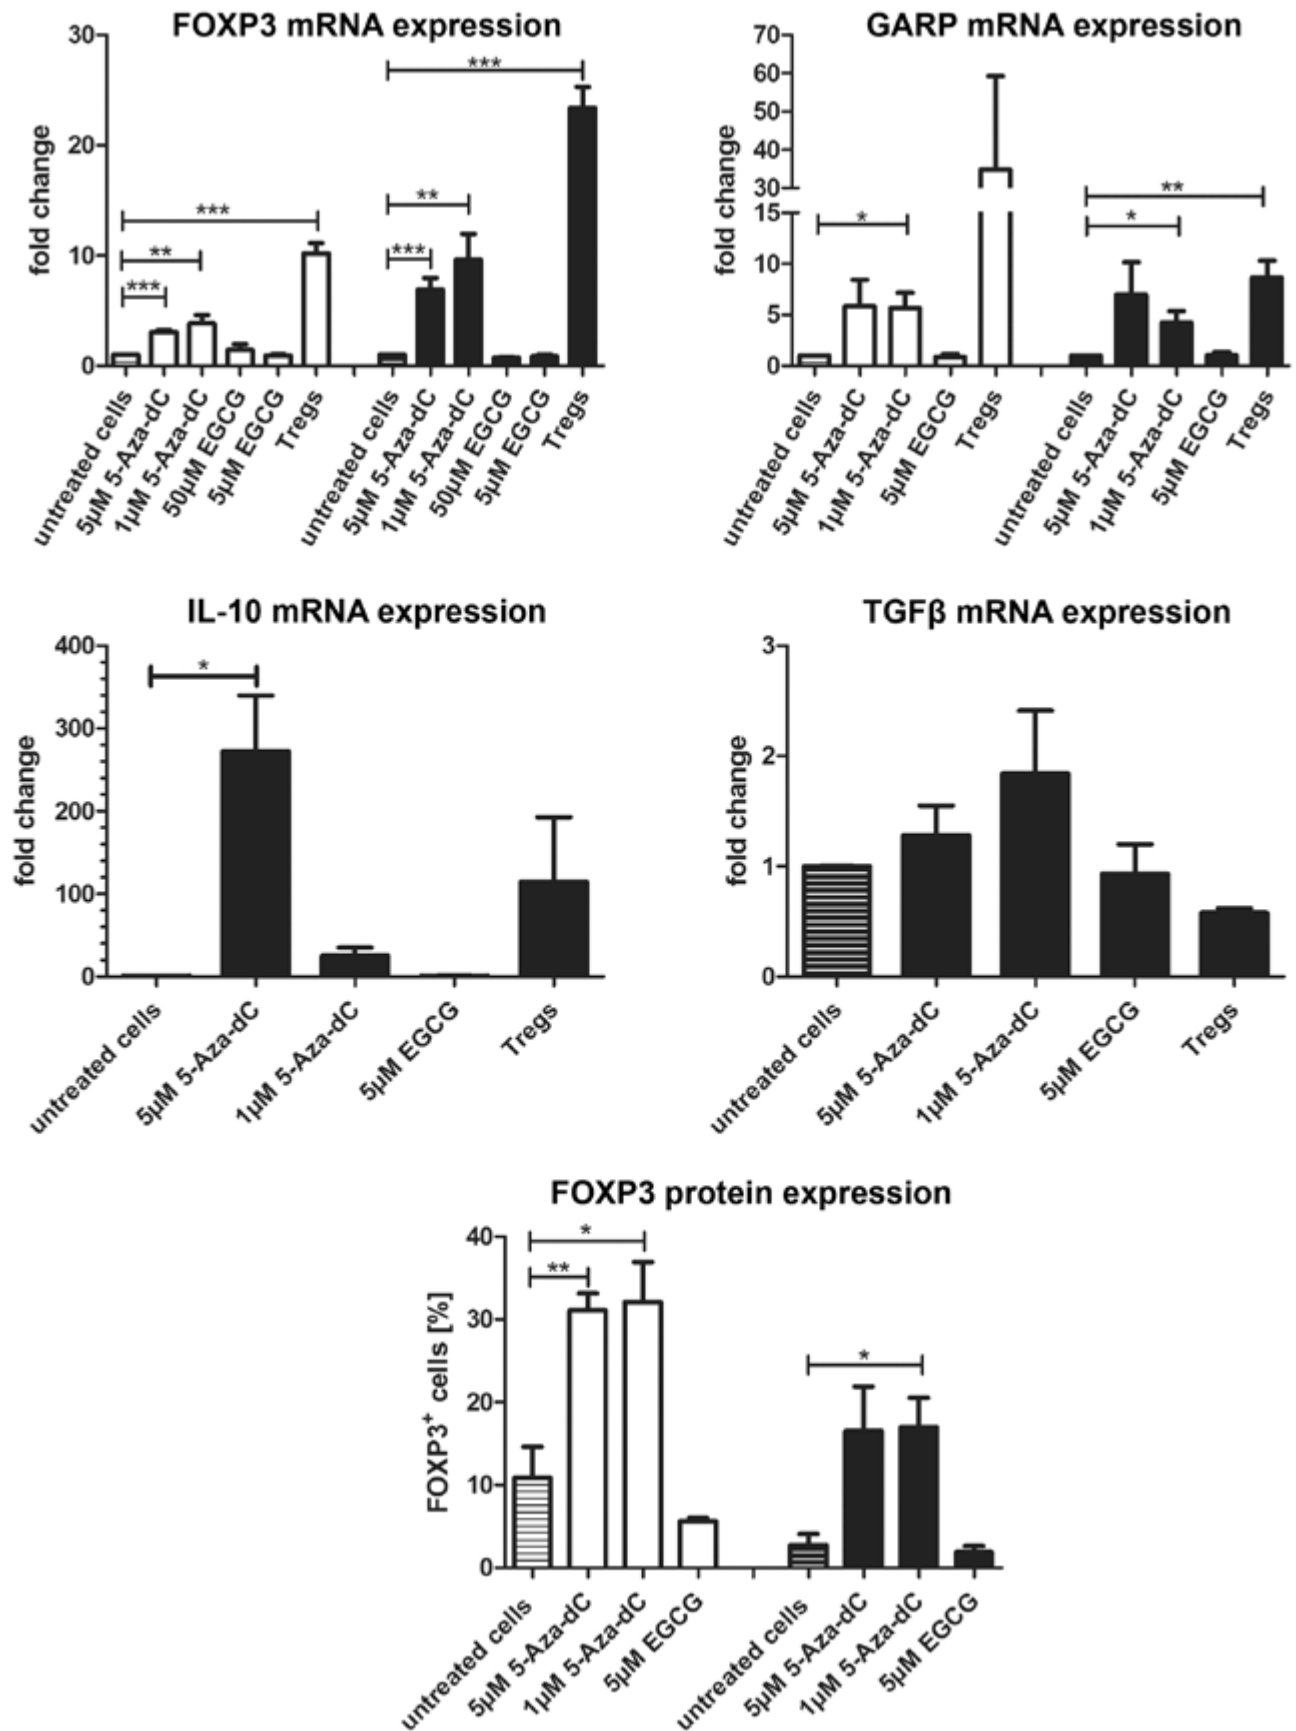 FOXP3 mRNA expression
fold change
30
20
10
0
***
**
***
***
**
***
untreated cells
5µM 5-Aza-dC
1µM 5-Aza-dC
50µM EGCG
5µM EGCG
Tregs
untreated cells
5µM 5-Aza-dC
1µM 5-Aza-dC
50µM EGCG
5µM EGCG
Tregs
GARP mRNA expression
fold change
70
60
50
40
30
15
10
5
0
*
**
*
untreated cells
5µM 5-Aza-dC
1µM 5-Aza-dC
5µM EGCG
Tregs
untreated cells
5µM 5-Aza-dC
1µM 5-Aza-dC
5µM EGCG
Tregs
IL-10 mRNA expression
fold change
400
300
200
100
0
*
untreated cells
5µM 5-Aza-dC
1µM 5-Aza-dC
5µM EGCG
Tregs
TGFβ mRNA expression
fold change
3
2
1
0
untreated cells
5µM 5-Aza-dC
1µM 5-Aza-dC
5µM EGCG
Tregs
FOXP3 protein expression
FOXP3⁺ cells [%]
40
30
20
10
0
*
**
*
untreated cells
5µM 5-Aza-dC
1µM 5-Aza-dC
5µM EGCG
untreated cells
5µM 5-Aza-dC
1µM 5-Aza-dC
5µM EGCG